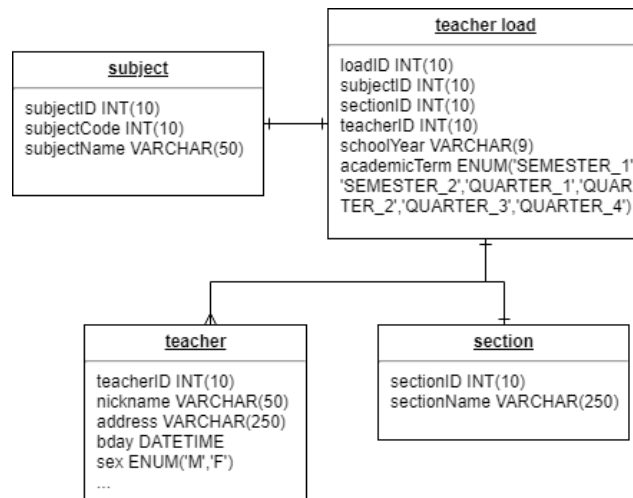 subject
subjectID INT(10)
subjectCode INT(10)
subjectName VARCHAR(50)
teacher load
loadID INT(10)
subjectID INT(10)
sectionID INT(10)
teacherID INT(10)
schoolYear VARCHAR(9)
academicTerm ENUM('SEMESTER_1'
'SEMESTER_2','QUARTER_1','QUAR
TER_2','QUARTER_3','QUARTER_4')
teacher
teacherID INT(10)
nickname VARCHAR(50)
address VARCHAR(250)
bday DATETIME
sex ENUM('M','F')
...
section
sectionID INT(10)
sectionName VARCHAR(250)